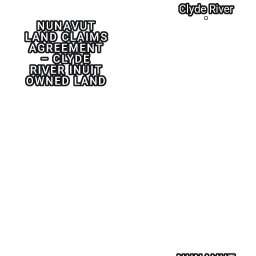 Clyde River
NUNAVUT
LAND CLAIMS
AGREEMENT
– CLYDE
RIVER INUIT
OWNED LAND